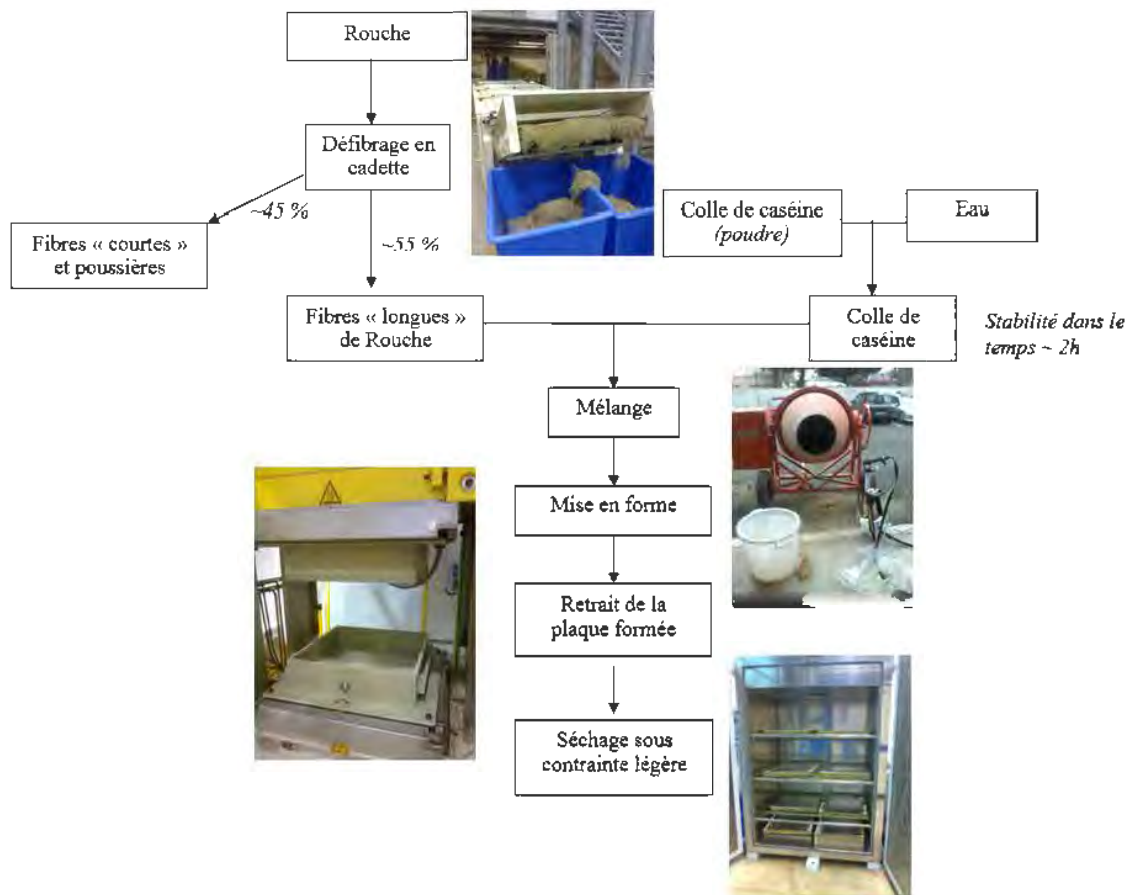 Rouche
Défibrage en
cadette
~45 %
~55 %
Fibres « courtes »
et poussières
Colle de caséine
(poudre)
Eau
Fibres « longues »
de Rouche
Colle de
caséine
Stabilité dans le
temps ~ 2h
Mélange
Mise en forme
Retrait de la
plaque formée
Séchage sous
contrainte légère